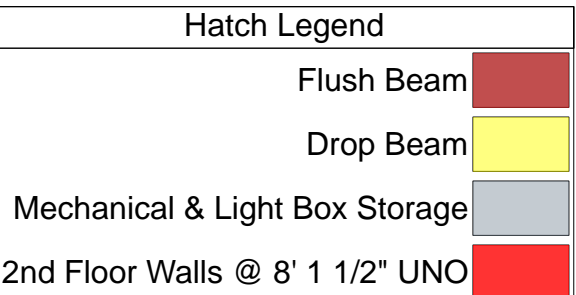 Hatch Legend
Flush Beam
Drop Beam
Mechanical & Light Box Storage
2nd Floor Walls @ 8' 1 1/2" UNO